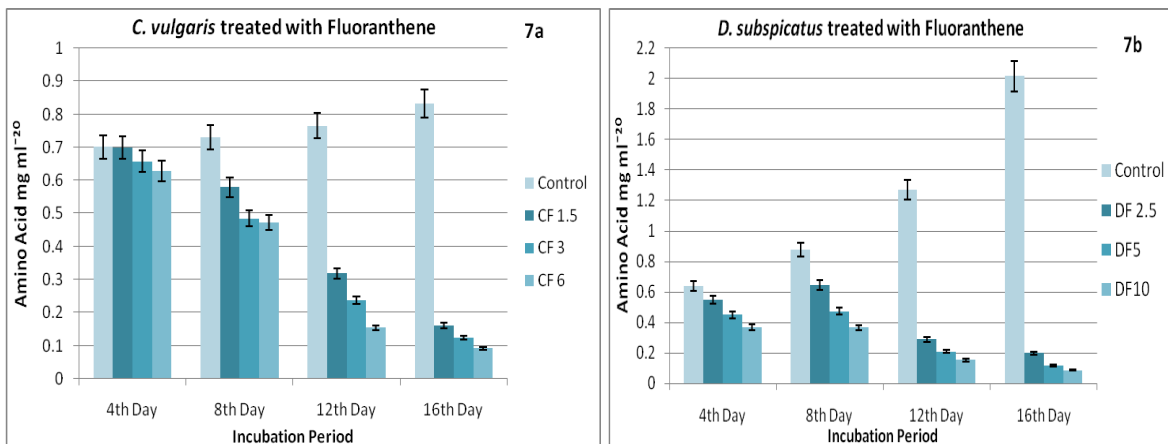 C. vulgaris treated with Fluoranthene
7a
Amino Acid mg ml⁻²⁰
1
0.9
0.8
0.7
0.6
0.5
0.4
0.3
0.2
0.1
0
4th Day 8th Day 12th Day 16th Day
Incubation Period
Control
CF 1.5
CF 3
CF 6
D. subspicatus treated with Fluoranthene
7b
Amino Acid mg ml⁻²⁰
2.2
2
1.8
1.6
1.4
1.2
1
0.8
0.6
0.4
0.2
0
4th Day 8th Day 12th Day 16th Day
Incubation Period
Control
DF 2.5
DF5
DF10